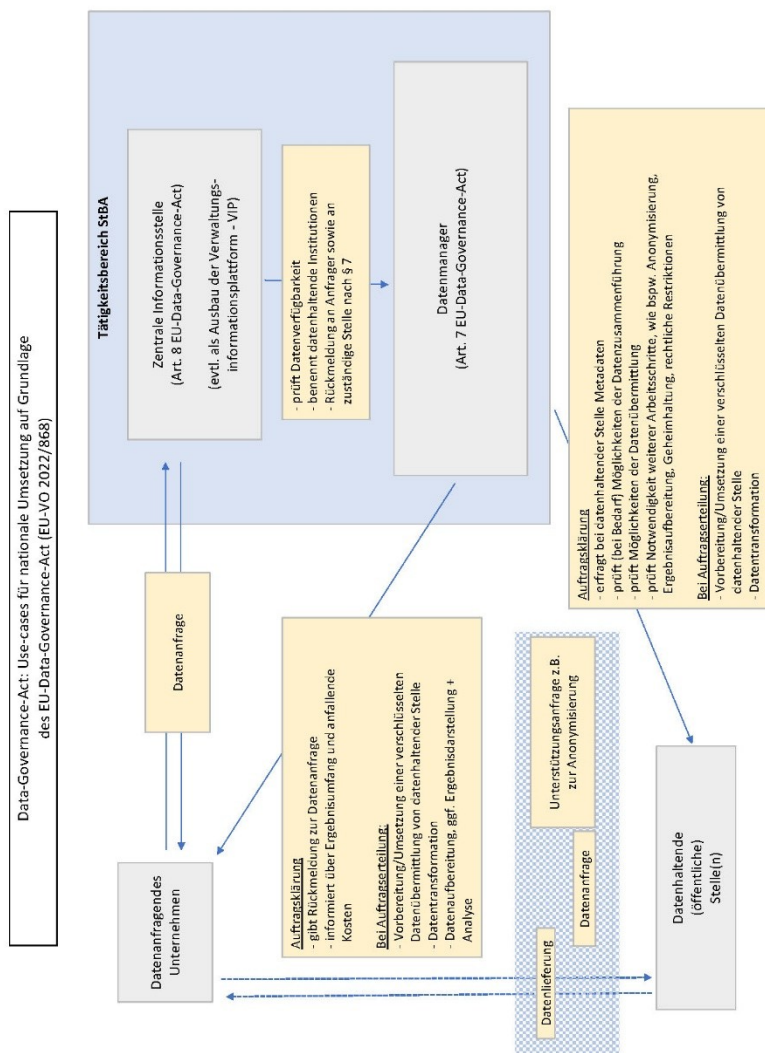 Data-Governance-Act: Use-cases für nationale Umsetzung auf Grundlage
des EU-Data-Governance-Act (EU-VO 2022/868)
Datenanfragendes
Unternehmen
Datenanfrage
Tätigkeitsbereich StBA
Zentrale Informationsstelle
(Art. 8 EU-Data-Governance-Act)
(evtl. als Ausbau der Verwaltungs-
informationsplattform - VIP)
- prüft Datenverfügbarkeit
- benennt datenhaltende Institutionen
- Rückmeldung an Anfrager sowie an
zuständige Stelle nach § 7
Datenmanager
(Art. 7 EU-Data-Governance-Act)
Auftragsklärung
- gibt Rückmeldung zur Datenanfrage
- informiert über Ergebnisumfang und anfallende
Kosten
Bei Auftragserteilung:
- Vorbereitung/Umsetzung einer verschlüsselten
Datenübermittlung von datenhaltender Stelle
- Datentransformation
- Datenaufbereitung, ggf. Ergebnisdarstellung +
Analyse
Datenlieferung
Datenanfrage
Unterstützungsanfrage z.B.
zur Anonymisierung
Datenhaltende
(öffentliche)
Stelle(n)
Auftragsklärung
- erfragt bei datenhaltender Stelle Metadaten
- prüft (bei Bedarf) Möglichkeiten der Datenzusammenführung
- prüft Möglichkeiten der Datenübermittlung
- prüft Notwendigkeit weiterer Arbeitsschritte, wie bspw. Anonymisierung,
Ergebnisaufbereitung, Geheimhaltung, rechtliche Restriktionen
Bei Auftragserteilung:
- Vorbereitung/Umsetzung einer verschlüsselten Datenübermittlung von
datenhaltender Stelle
- Datentransformation